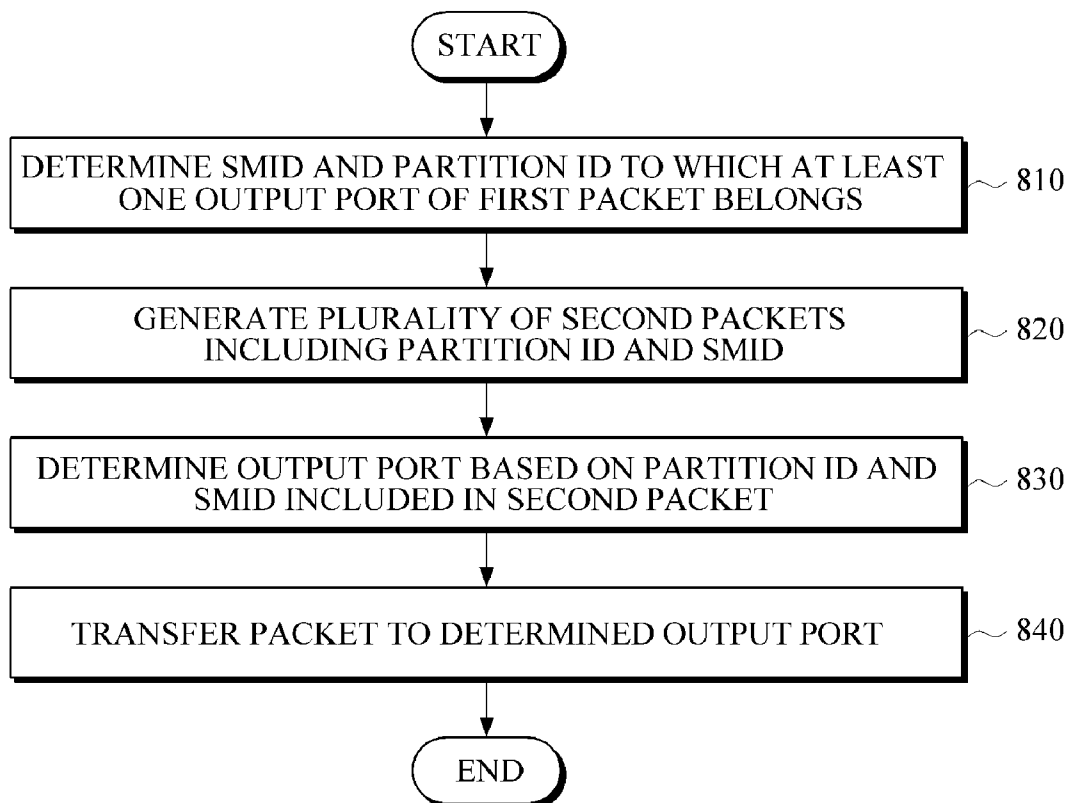 START
DETERMINE SMID AND PARTITION ID TO WHICH AT LEAST
ONE OUTPUT PORT OF FIRST PACKET BELONGS
810
GENERATE PLURALITY OF SECOND PACKETS
INCLUDING PARTITION ID AND SMID
820
DETERMINE OUTPUT PORT BASED ON PARTITION ID AND
SMID INCLUDED IN SECOND PACKET
830
TRANSFER PACKET TO DETERMINED OUTPUT PORT
840
END